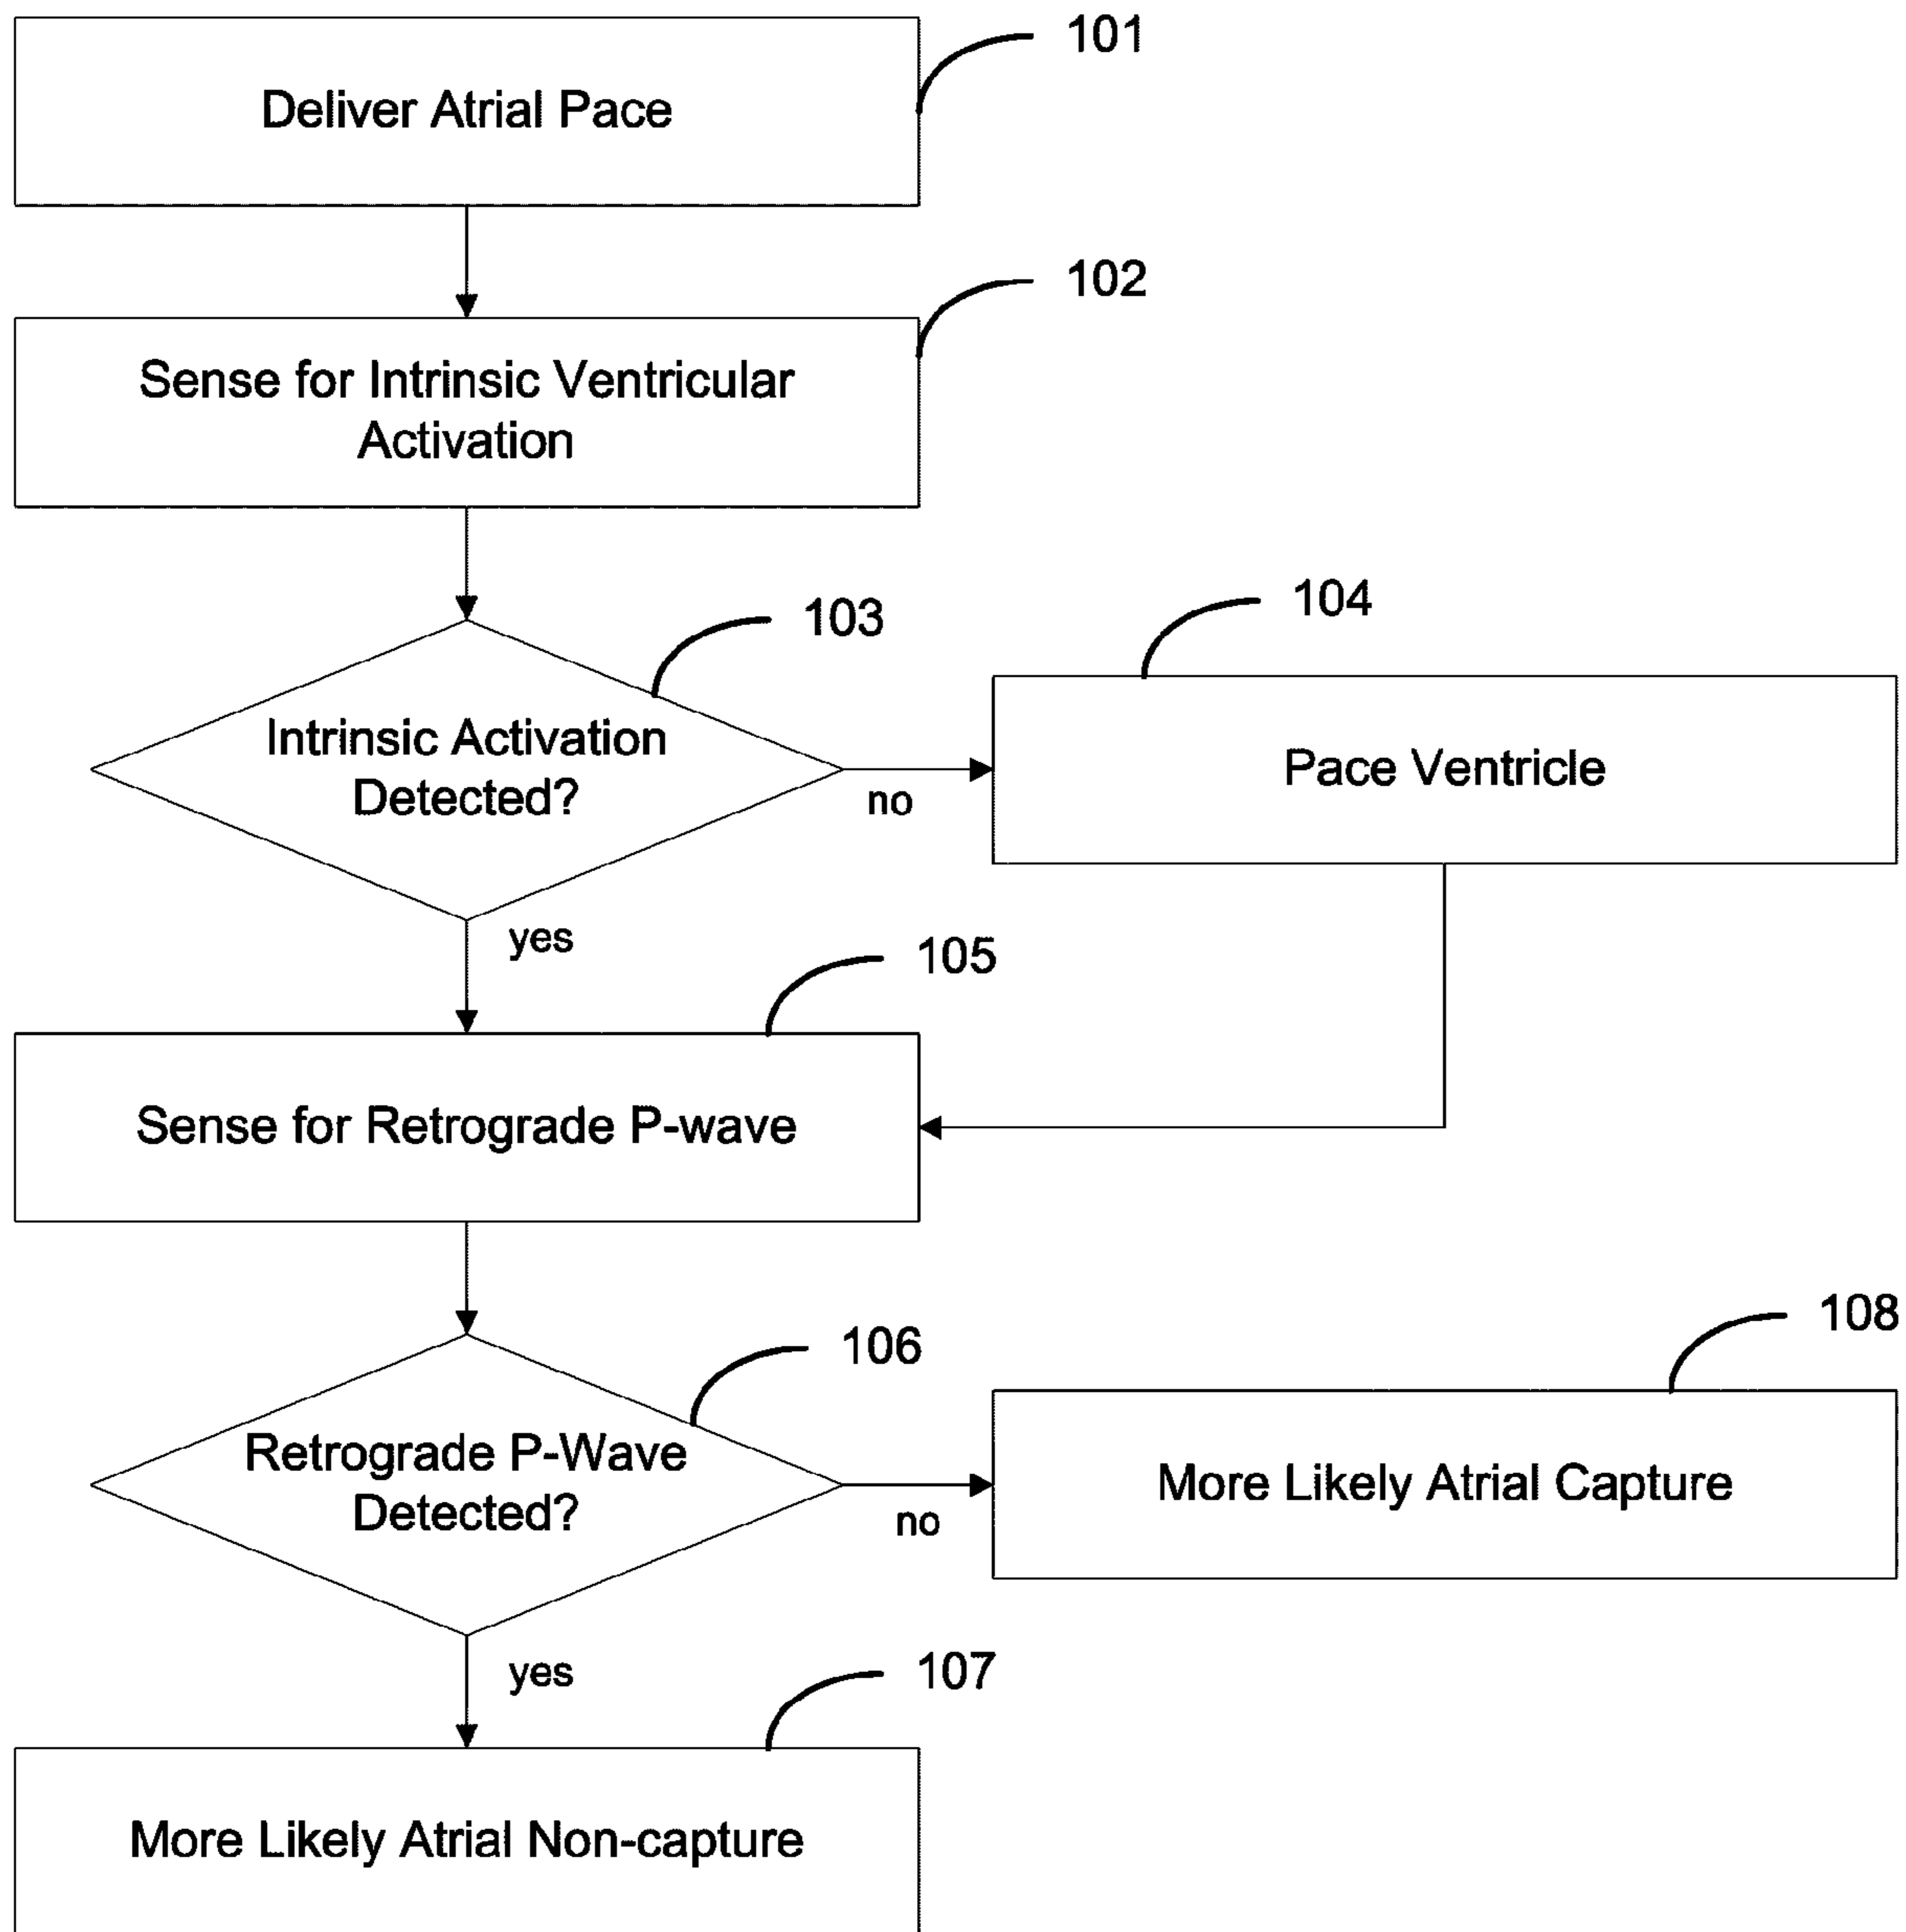 101
Deliver Atrial Pace
102
Sense for Intrinsic Ventricular
Activation
103
104
Intrinsic Activation
Detected?
no
Pace Ventricle
yes
105
Sense for Retrograde P-wave
106
108
Retrograde P-Wave
Detected?
no
More Likely Atrial Capture
yes
107
More Likely Atrial Non-capture